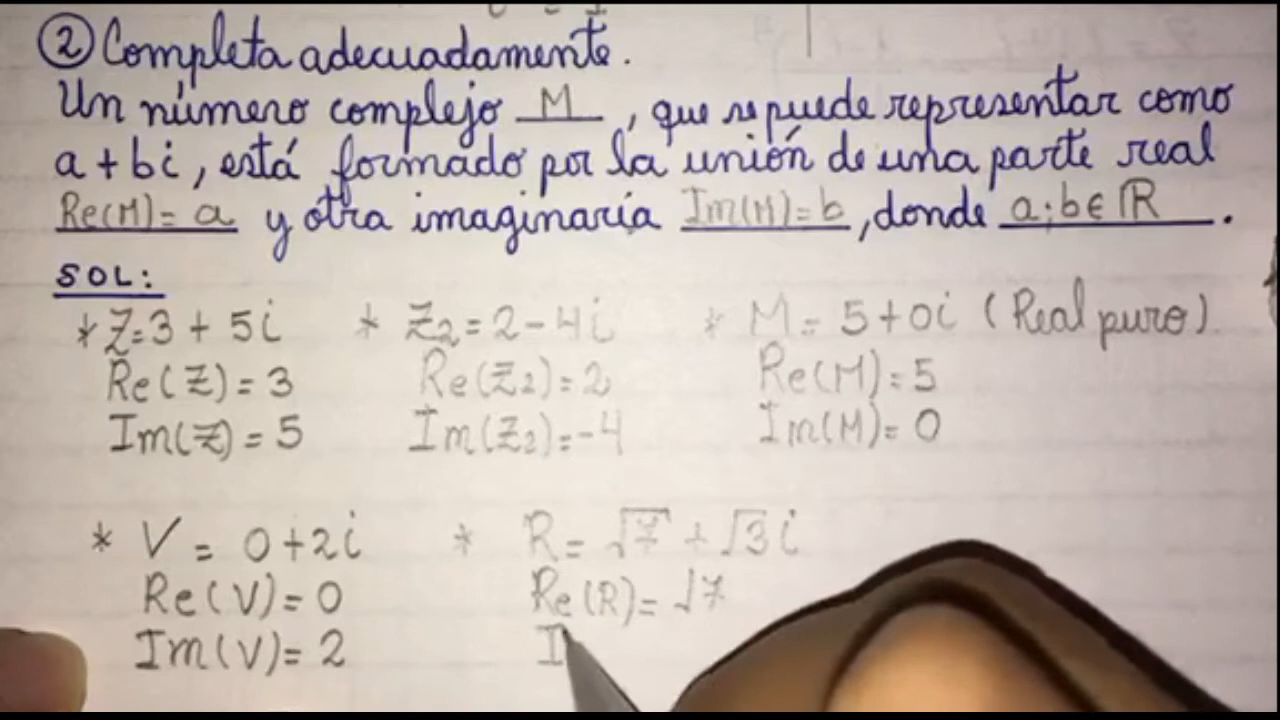 ② Completa adecuadamente.
Un número complejo M, que se puede representar como
a + bi, está formado por la unión de una parte real
Re(M) = a y otra imaginaria Im(M) = b, donde a; b ∈ ℝ.
SOL:
* Z = 3 + 5i * Z2 = 2 - 4i * M = 5 + 0i (Real puro).
Re(Z) = 3 Re(Z2) = 2 Re(M) = 5
Im(Z) = 5 Im(Z2) = -4 Im(M) = 0
* V = 0 + 2i * R = √7 + √3 i
Re(V) = 0 Re(R) = √7
Im(V) = 2 I